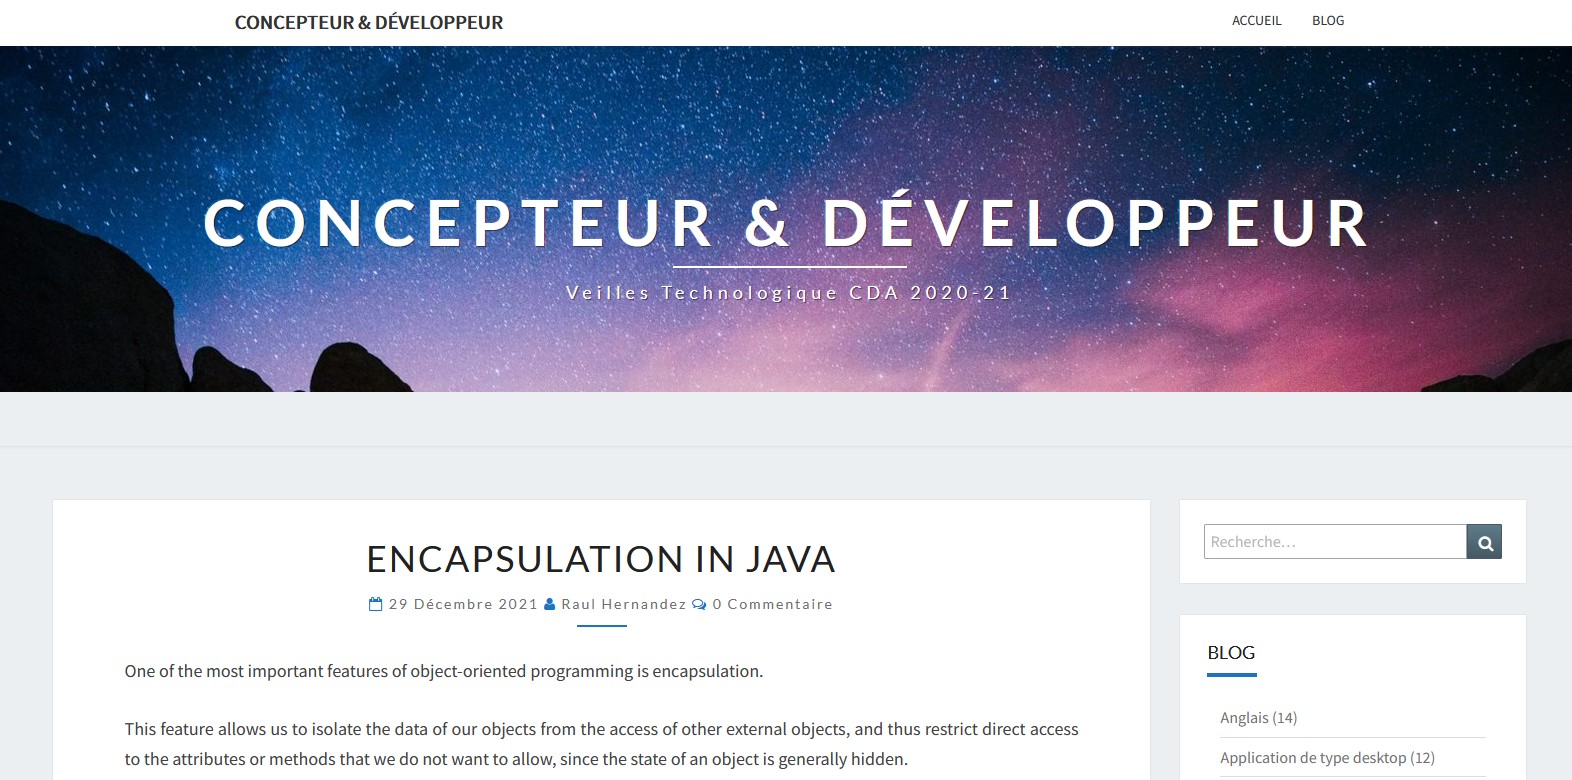 CONCEPTEUR & DÉVELOPPEUR
ACCUEIL BLOG
CONCEPTEUR & DÉVELOPPEUR
Veilles Technologique CDA 2020-21
ENCAPSULATION IN JAVA
29 Décembre 2021 Raul Hernandez 0 Commentaire
One of the most important features of object-oriented programming is encapsulation.
This feature allows us to isolate the data of our objects from the access of other external objects, and thus restrict direct access
to the attributes or methods that we do not want to allow, since the state of an object is generally hidden.
Recherche…
BLOG
Anglais (14)
Application de type desktop (12)